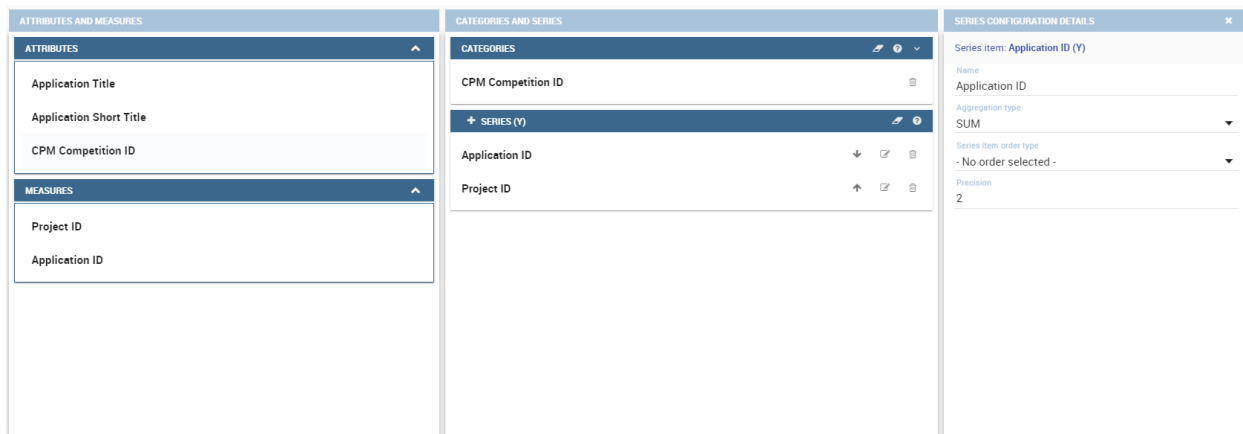 ATTRIBUTES AND MEASURES
ATTRIBUTES
Application Title
Application Short Title
CPM Competition ID
MEASURES
Project ID
Application ID
CATEGORIES AND SERIES
CATEGORIES
CPM Competition ID
+ SERIES (Y)
Application ID
Project ID
SERIES CONFIGURATION DETAILS
Series item: Application ID (Y)
Name
Application ID
Aggregation type
SUM
Series item order type
- No order selected -
Precision
2